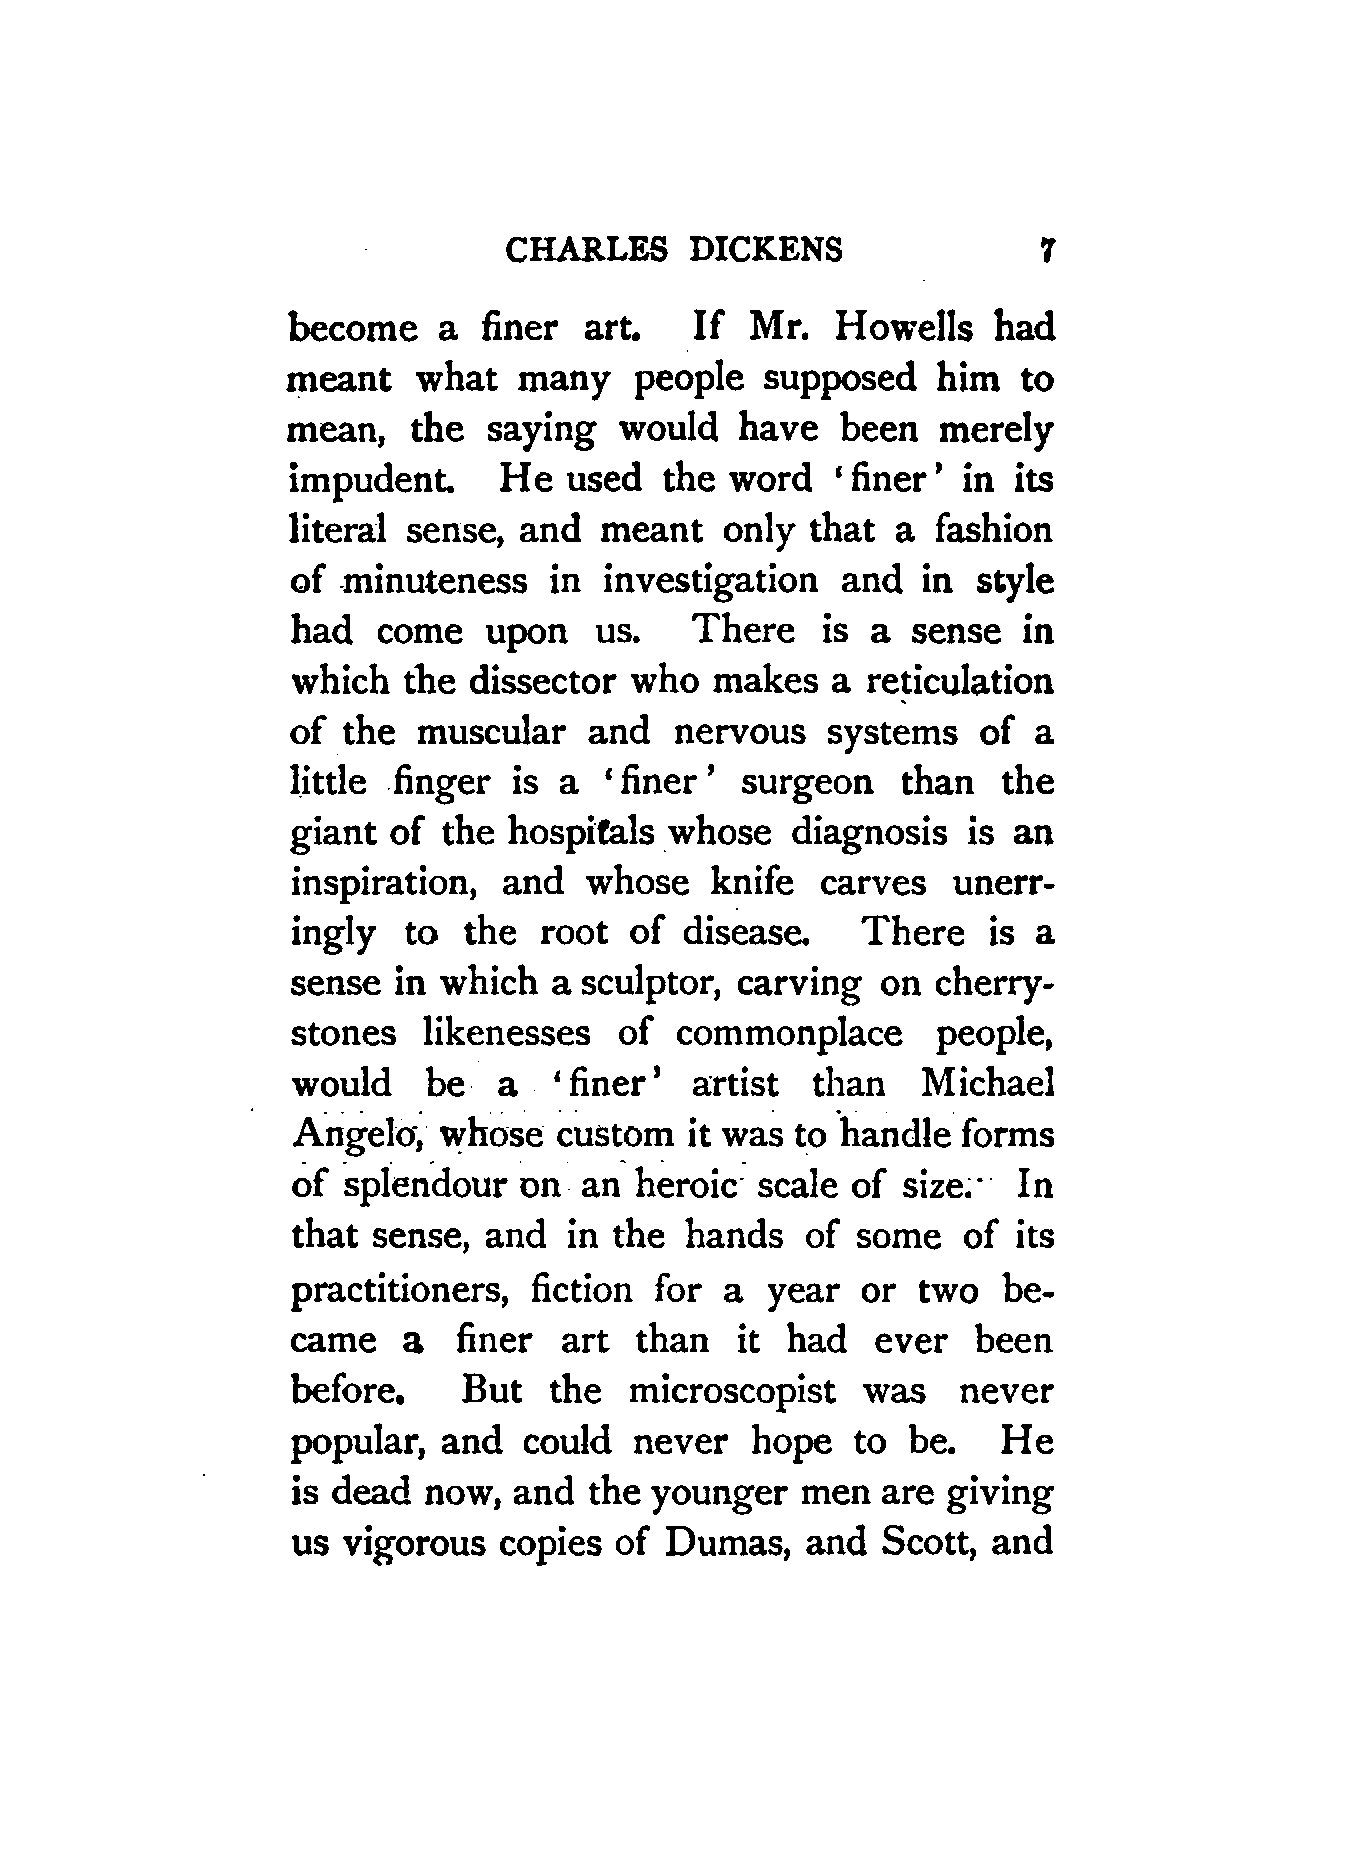 CHARLES DICKENS 7
become a finer art. If Mr. Howells had
meant what many people supposed him to
mean, the saying would have been merely
impudent. He used the word ‘finer’ in its
literal sense, and meant only that a fashion
of minuteness in investigation and in style
had come upon us. There is a sense in
which the dissector who makes a reticulation
of the muscular and nervous systems of a
little finger is a ‘finer’ surgeon than the
giant of the hospitals whose diagnosis is an
inspiration, and whose knife carves unerr-
ingly to the root of disease. There is a
sense in which a sculptor, carving on cherry-
stones likenesses of commonplace people,
would be a ‘finer’ artist than Michael
Angelo, whose custom it was to handle forms
of splendour on an heroic scale of size. In
that sense, and in the hands of some of its
practitioners, fiction for a year or two be-
came a finer art than it had ever been
before. But the microscopist was never
popular, and could never hope to be. He
is dead now, and the younger men are giving
us vigorous copies of Dumas, and Scott, and